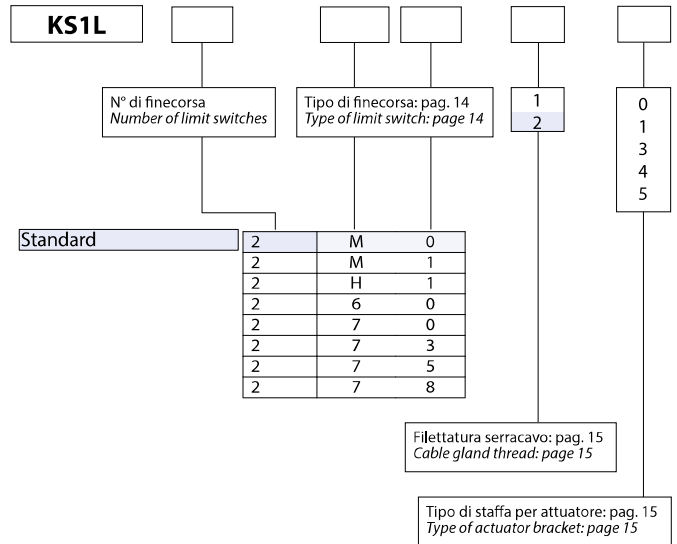 KS1L
N° di finecorsa
Number of limit switches
Tipo di finecorsa: pag. 14
Type of limit switch: page 14
1
2
0
1
3
4
5
Standard
2 M 0
2 M 1
2 H 1
2 6 0
2 7 0
2 7 3
2 7 5
2 7 8
Filettatura serracavo: pag. 15
Cable gland thread: page 15
Tipo di staffa per attuatore: pag. 15
Type of actuator bracket: page 15